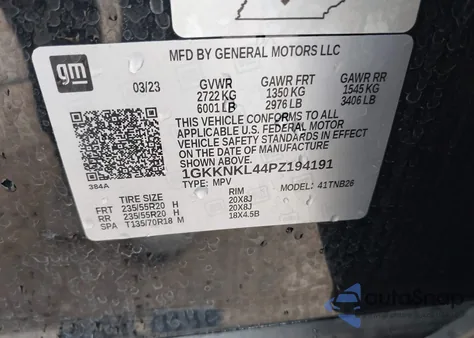 MFD BY GENERAL MOTORS LLC
gm
03/23 GVWR GAWR FRT GAWR RR
2722 KG 1350 KG 1545 KG
6001 LB 2976 LB 3406 LB
THIS VEHICLE CONFORMS TO ALL
APPLICABLE U.S. FEDERAL MOTOR
VEHICLE SAFETY STANDARDS IN EFFECT
ON THE DATE OF MANUFACTURE
SHOWN ABOVE.
1GKKNKL44PZ194191
384A TYPE: MPV MODEL: 41TNB26
TIRE SIZE RIM
FRT 235/55R20 H 20X8J
RR 235/55R20 H 20X8J
SPA T135/70R18 M 18X4.5B
autoSnap